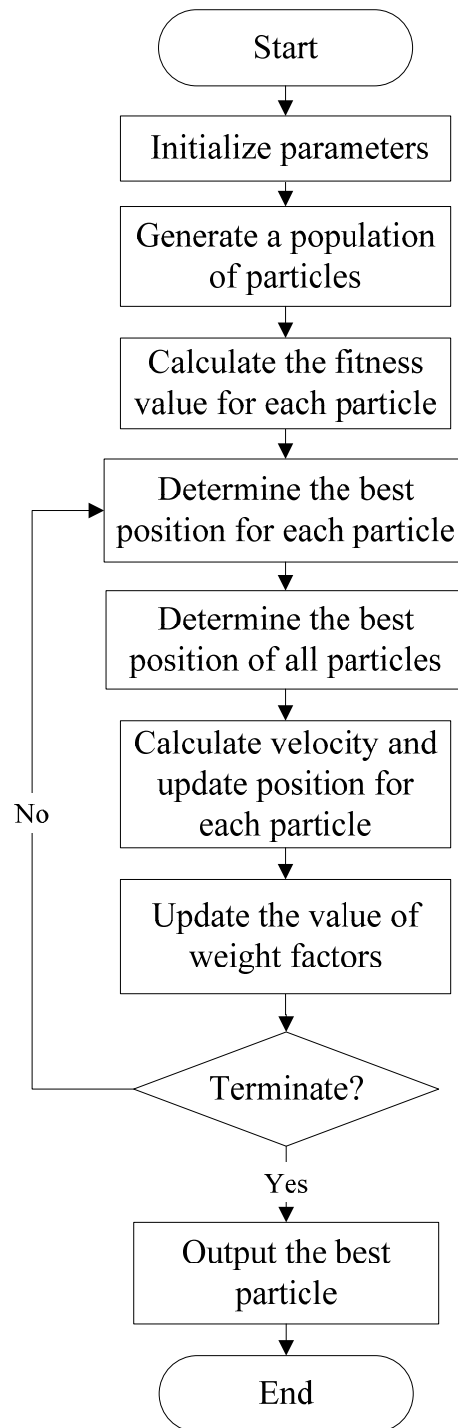 Start
Initialize parameters
Generate a population
of particles
Calculate the fitness
value for each particle
Determine the best
position for each particle
Determine the best
position of all particles
Calculate velocity and
update position for
each particle
No
Update the value of
weight factors
Terminate?
Yes
Output the best
particle
End